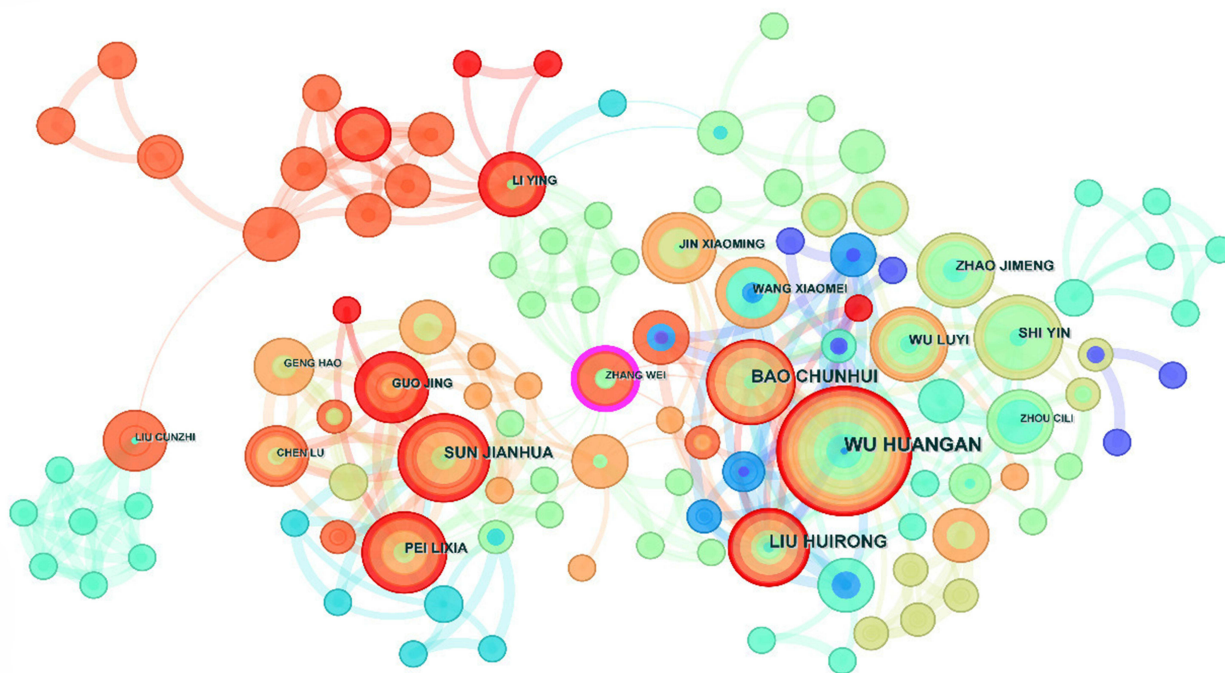 LI YING
JIN XIAOMING
ZHAO JIMENG
WANG XIAOMEI
SHI YIN
WU LUYI
GENG HAO
ZHANG WEI
BAO CHUNHUI
GUO JING
ZHOU CILI
LIU CUNZHI
WU HUANGAN
CHEN LU
SUN JIANHUA
LIU HUIRONG
PEI LIXIA